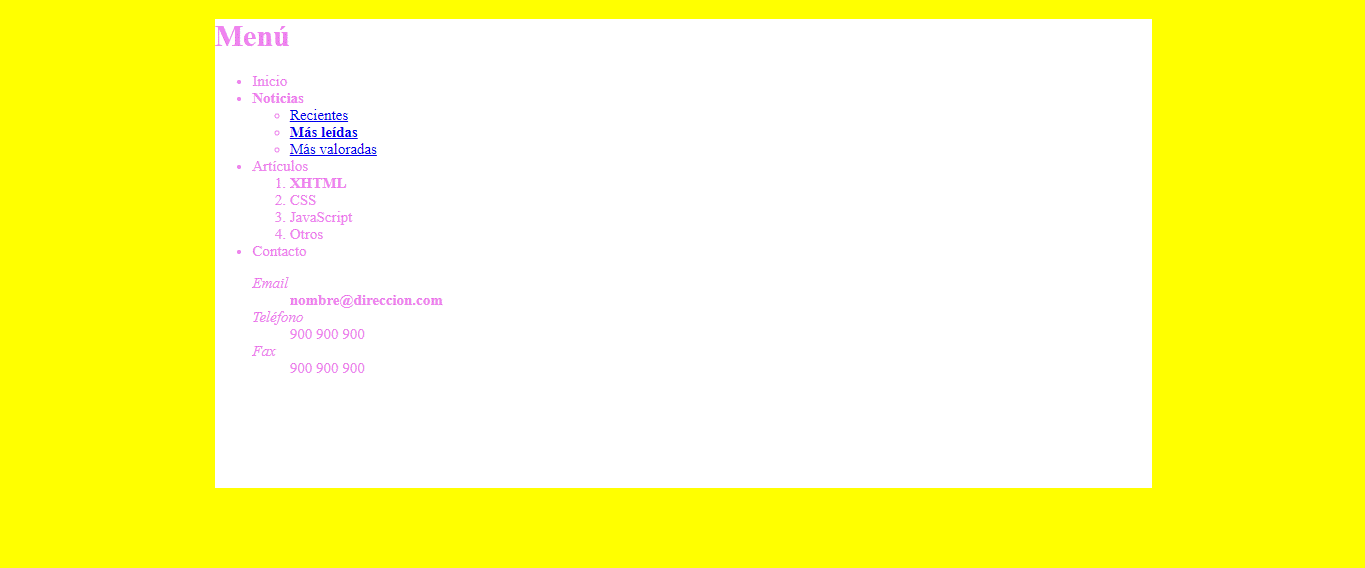 Menú
Inicio
Noticias
Recientes
Más leídas
Más valoradas
Artículos
1. XHTML
2. CSS
3. JavaScript
4. Otros
Contacto
Email
nombre@direccion.com
Teléfono
900 900 900
Fax
900 900 900